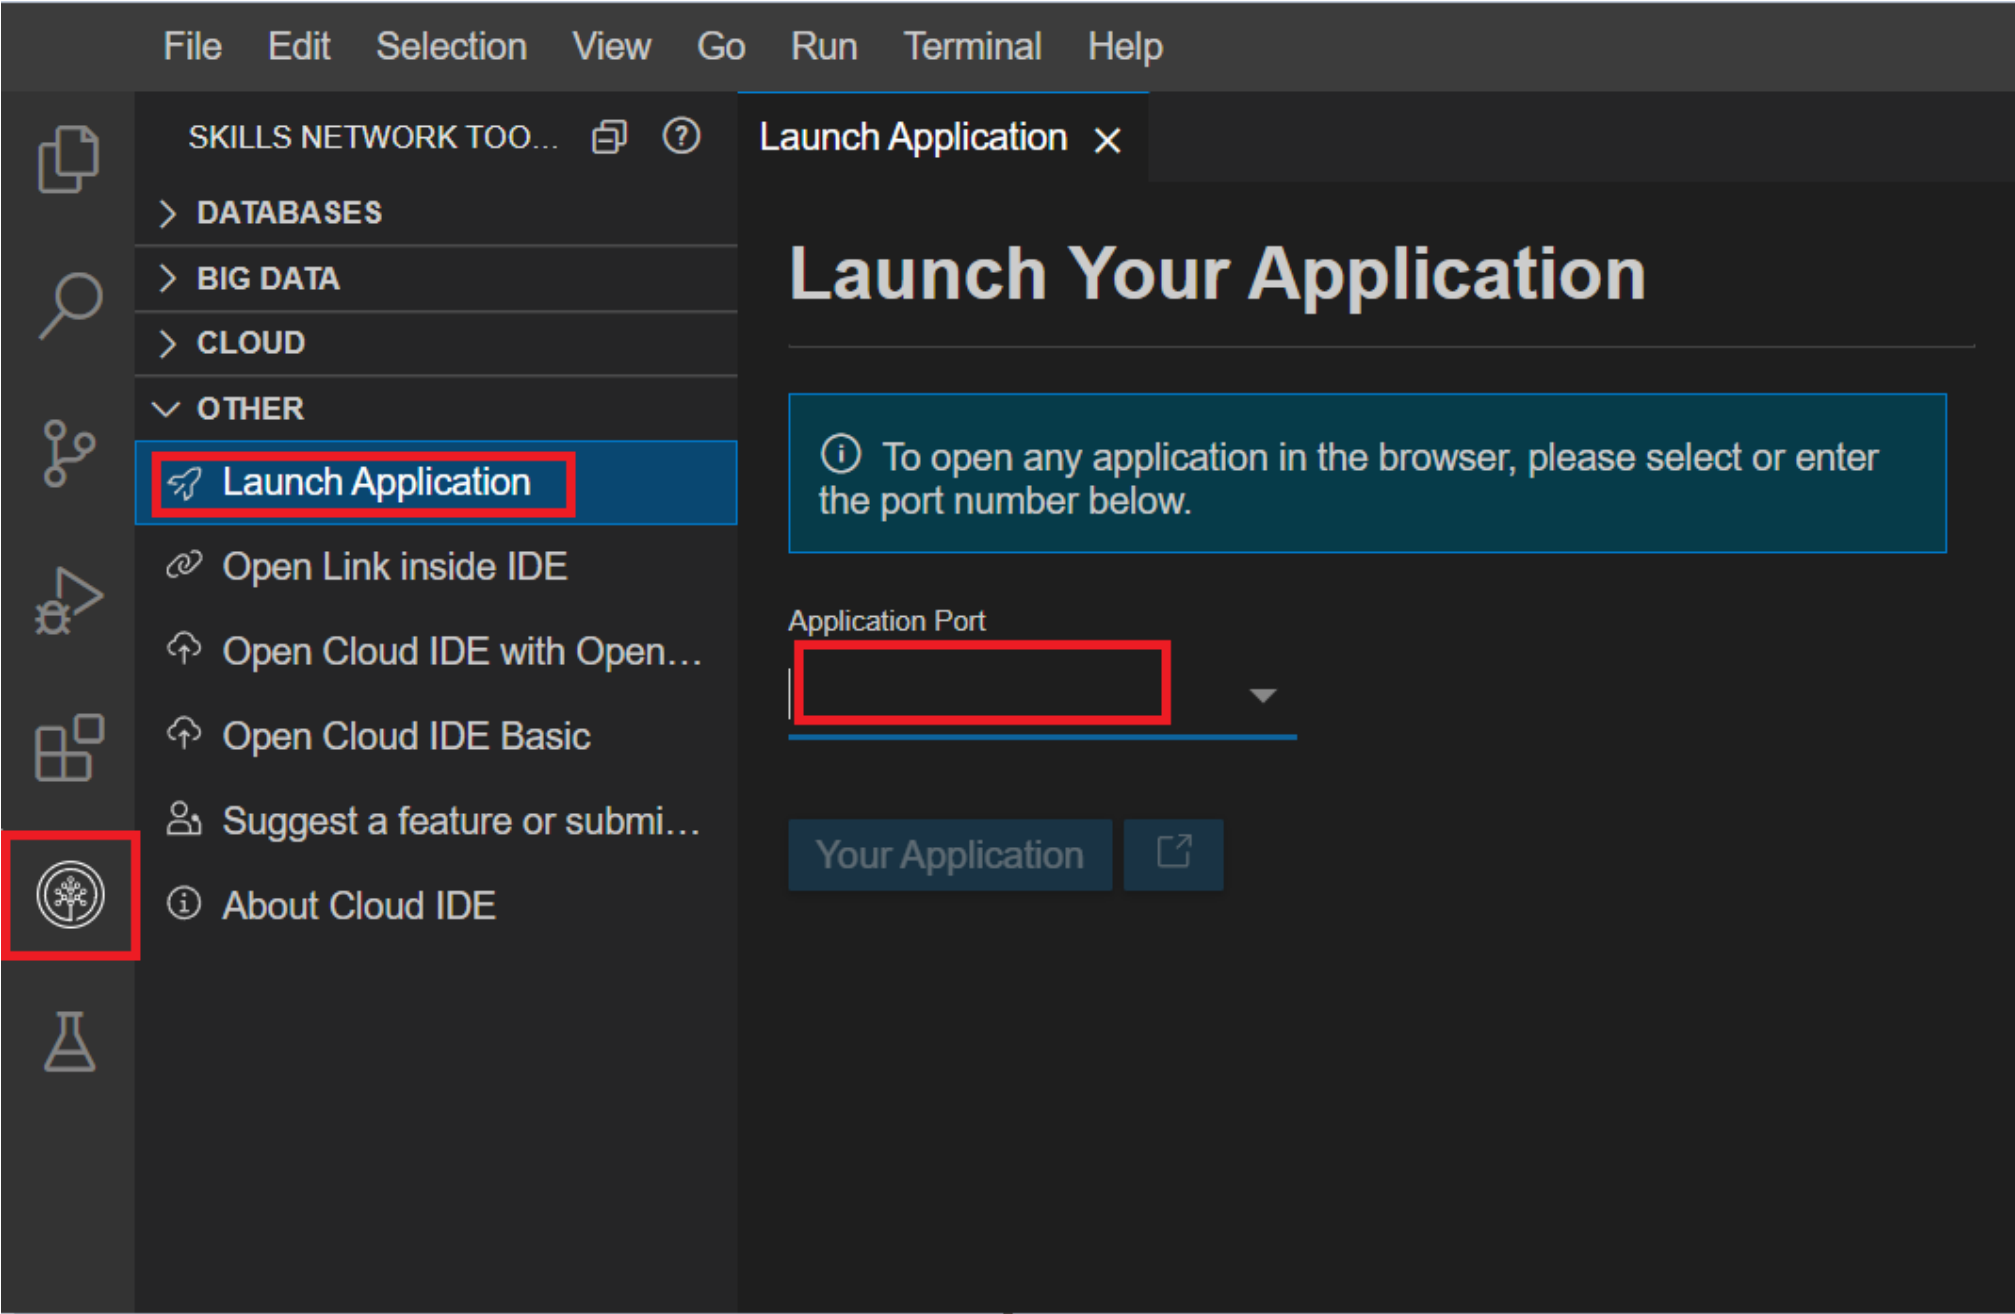 File Edit Selection View Go Run Terminal Help
SKILLS NETWORK TOO...
DATABASES
BIG DATA
CLOUD
OTHER
Launch Application
Open Link inside IDE
Open Cloud IDE with Open...
Open Cloud IDE Basic
Suggest a feature or submi...
About Cloud IDE
Launch Application
Launch Your Application
To open any application in the browser, please select or enter
the port number below.
Application Port
Your Application